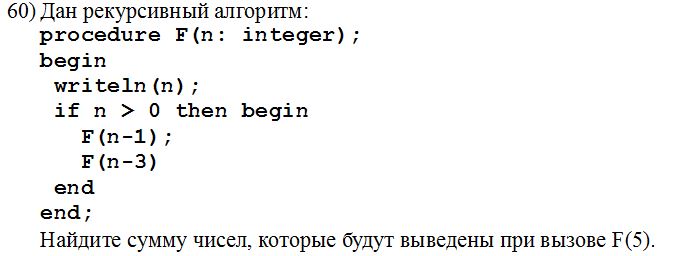 60) Дан рекурсивный алгоритм:
procedure F(n: integer);
begin
writeln(n);
if n > 0 then begin
F(n-1);
F(n-3)
end
end;
Найдите сумму чисел, которые будут выведены при вызове F(5).